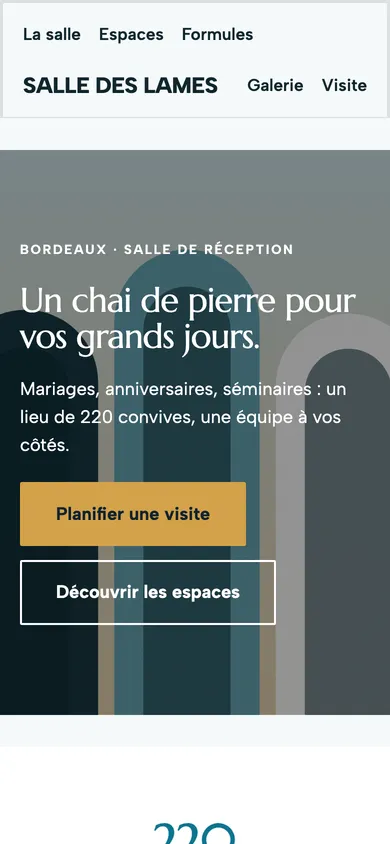 La salle Espaces Formules
SALLE DES LAMES Galerie Visite
BORDEAUX · SALLE DE RÉCEPTION
Un chai de pierre pour
vos grands jours.
Mariages, anniversaires, séminaires : un
lieu de 220 convives, une équipe à vos
côtés.
Planifier une visite
Découvrir les espaces
220